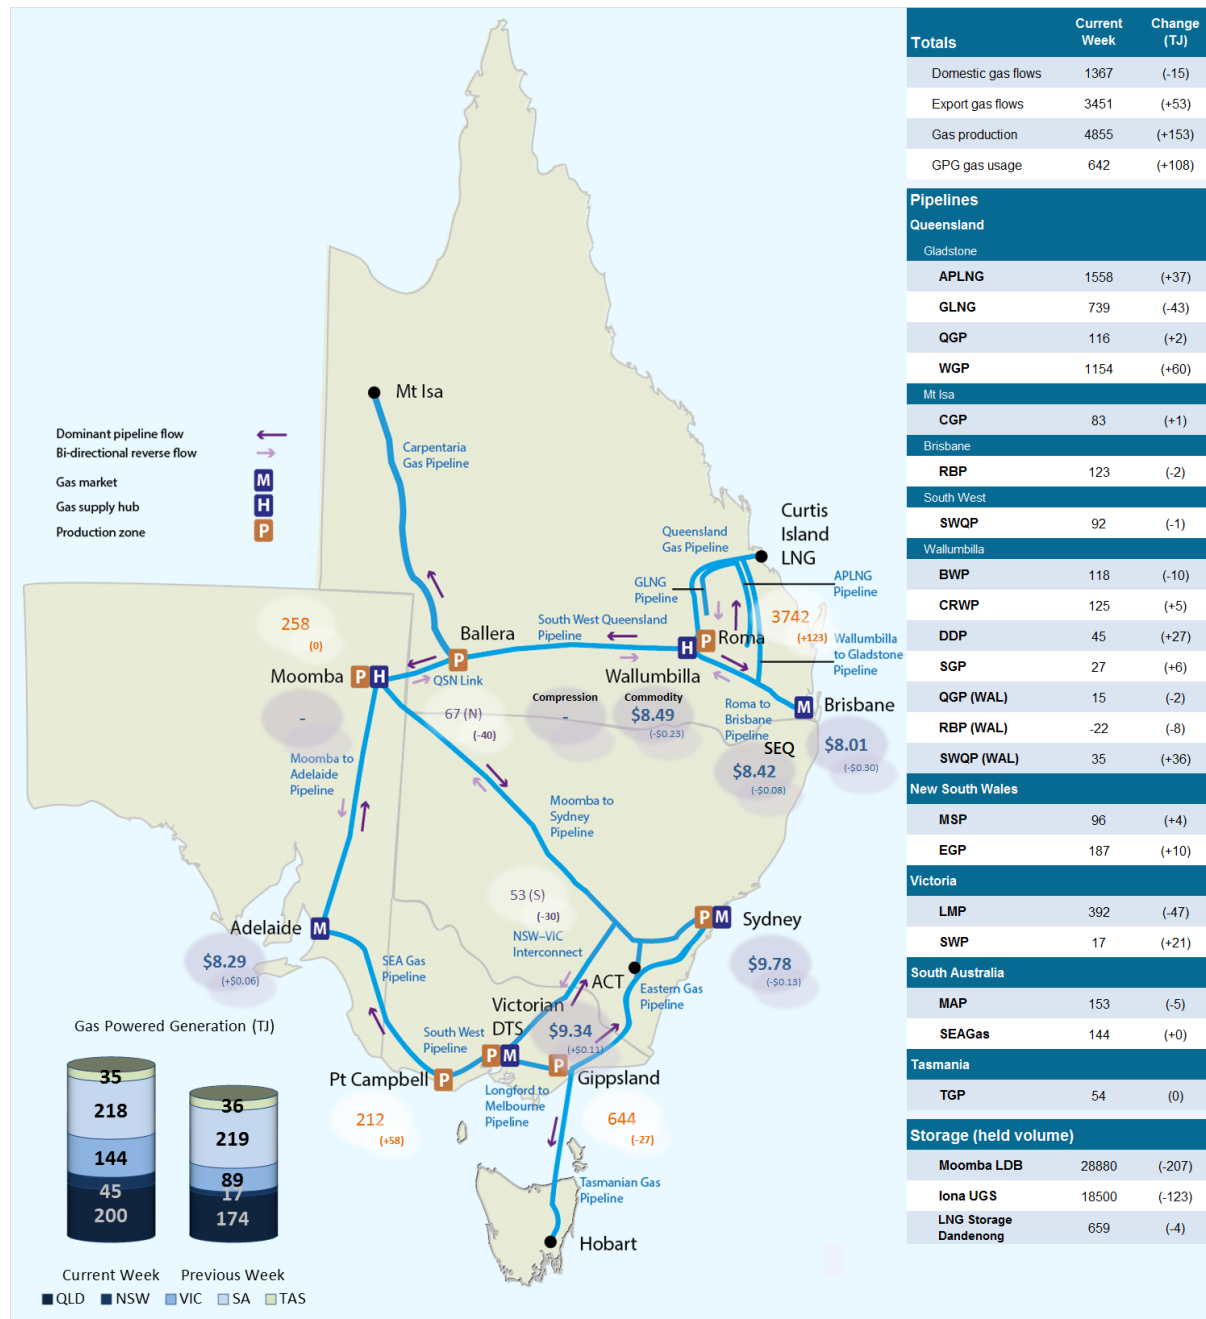 Totals Current Week Change (TJ)
Domestic gas flows 1367 (-15)
Export gas flows 3451 (+53)
Gas production 4855 (+153)
GPG gas usage 642 (+108)
Pipelines
Queensland
Gladstone
APLNG 1558 (+37)
GLNG 739 (-43)
QGP 116 (+2)
WGP 1154 (+60)
Mt Isa
CGP 83 (+1)
Brisbane
RBP 123 (-2)
South West
SWQP 92 (-1)
Wallumbilla
BWP 118 (-10)
CRWP 125 (+5)
DDP 45 (+27)
SGP 27 (+6)
QGP (WAL) 15 (-2)
RBP (WAL) -22 (-8)
SWQP (WAL) 35 (+36)
New South Wales
MSP 96 (+4)
EGP 187 (+10)
Victoria
LMP 392 (-47)
SWP 17 (+21)
South Australia
MAP 153 (-5)
SEAGas 144 (+0)
Tasmania
TGP 54 (0)
Storage (held volume)
Moomba LDB 28880 (-207)
Iona UGS 18500 (-123)
LNG Storage
Dandenong 659 (-4)
Mt Isa
Carpentaria
Gas Pipeline
Dominant pipeline flow
Bi-directional reverse flow
Gas market M
Gas supply hub H
Production zone P
Curtis
Island
LNG
Queensland
Gas Pipeline
GLNG
Pipeline
APLNG
Pipeline
3742
(+123)
Wallumbilla
to Gladstone
Pipeline
258
(0)
Ballera
P
South West Queensland
Pipeline
H
P
Roma
Moomba
P H
QSN Link
Wallumbilla
67 (N)
(-40)
-
Compression
-
Commodity
$8.49
(-$0.23)
Roma to
Brisbane
Pipeline
M
Brisbane
$8.01
(-$0.30)
SEQ
$8.42
(-$0.08)
Moomba to
Adelaide
Pipeline
Moomba to
Sydney
Pipeline
53 (S)
(-30)
NSW-VIC
Interconnect
P M
Sydney
$9.78
(-$0.13)
Adelaide
M
$8.29
(+$0.06)
SEA Gas
Pipeline
ACT
Eastern Gas
Pipeline
Victorian
DTS
$9.34
(+$0.11)
South West
Pipeline
P M
P
Gippsland
644
(-27)
Pt Campbell
P
212
(+58)
Longford to
Melbourne
Pipeline
Tasmanian Gas
Pipeline
Hobart
Gas Powered Generation (TJ)
35
218
144
45
200
36
219
89
17
174
Current Week Previous Week
QLD NSW VIC SA TAS